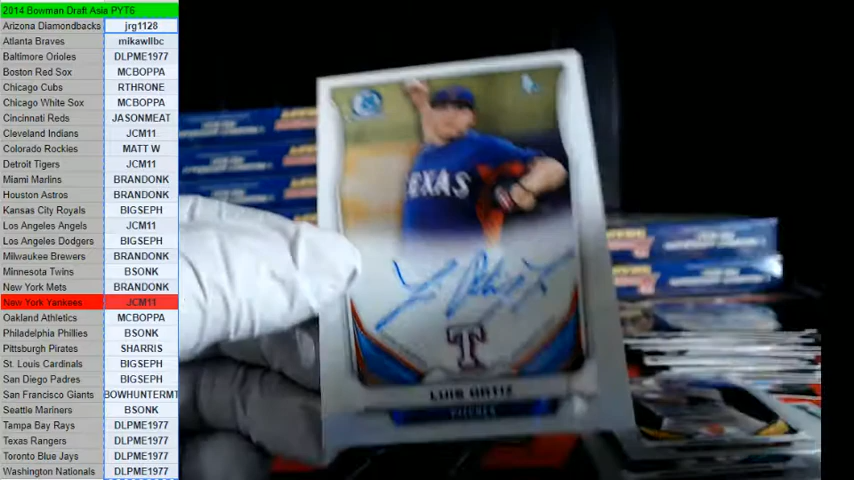 2014 Bowman Draft Asia PYT6
Arizona Diamondbacks jrg1128
Atlanta Braves mikawllbc
Baltimore Orioles DLPME1977
Boston Red Sox MCBOPPA
Chicago Cubs RTHRONE
Chicago White Sox MCBOPPA
Cincinnati Reds JASONMEAT
Cleveland Indians JCM11
Colorado Rockies MATT W
Detroit Tigers JCM11
Miami Marlins BRANDONK
Houston Astros BRANDONK
Kansas City Royals BIGSEPH
Los Angeles Angels JCM11
Los Angeles Dodgers BIGSEPH
Milwaukee Brewers BRANDONK
Minnesota Twins BSONK
New York Mets BRANDONK
New York Yankees JCM11
Oakland Athletics MCBOPPA
Philadelphia Phillies BSONK
Pittsburgh Pirates SHARRIS
St. Louis Cardinals BIGSEPH
San Diego Padres BIGSEPH
San Francisco Giants BOWHUNTERMT
Seattle Mariners BSONK
Tampa Bay Rays DLPME1977
Texas Rangers DLPME1977
Toronto Blue Jays DLPME1977
Washington Nationals DLPME1977
TEXAS
T
LUIS ORTIZ
PITCHER